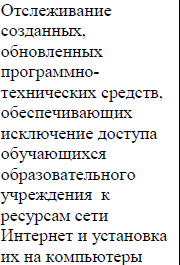 Отслеживание
созданных,
обновленных
программно-
технических средств,
обеспечивающих
исключение доступа
обучающихся
образовательного
учреждения к
ресурсам сети
Интернет и установка
их на компьютеры